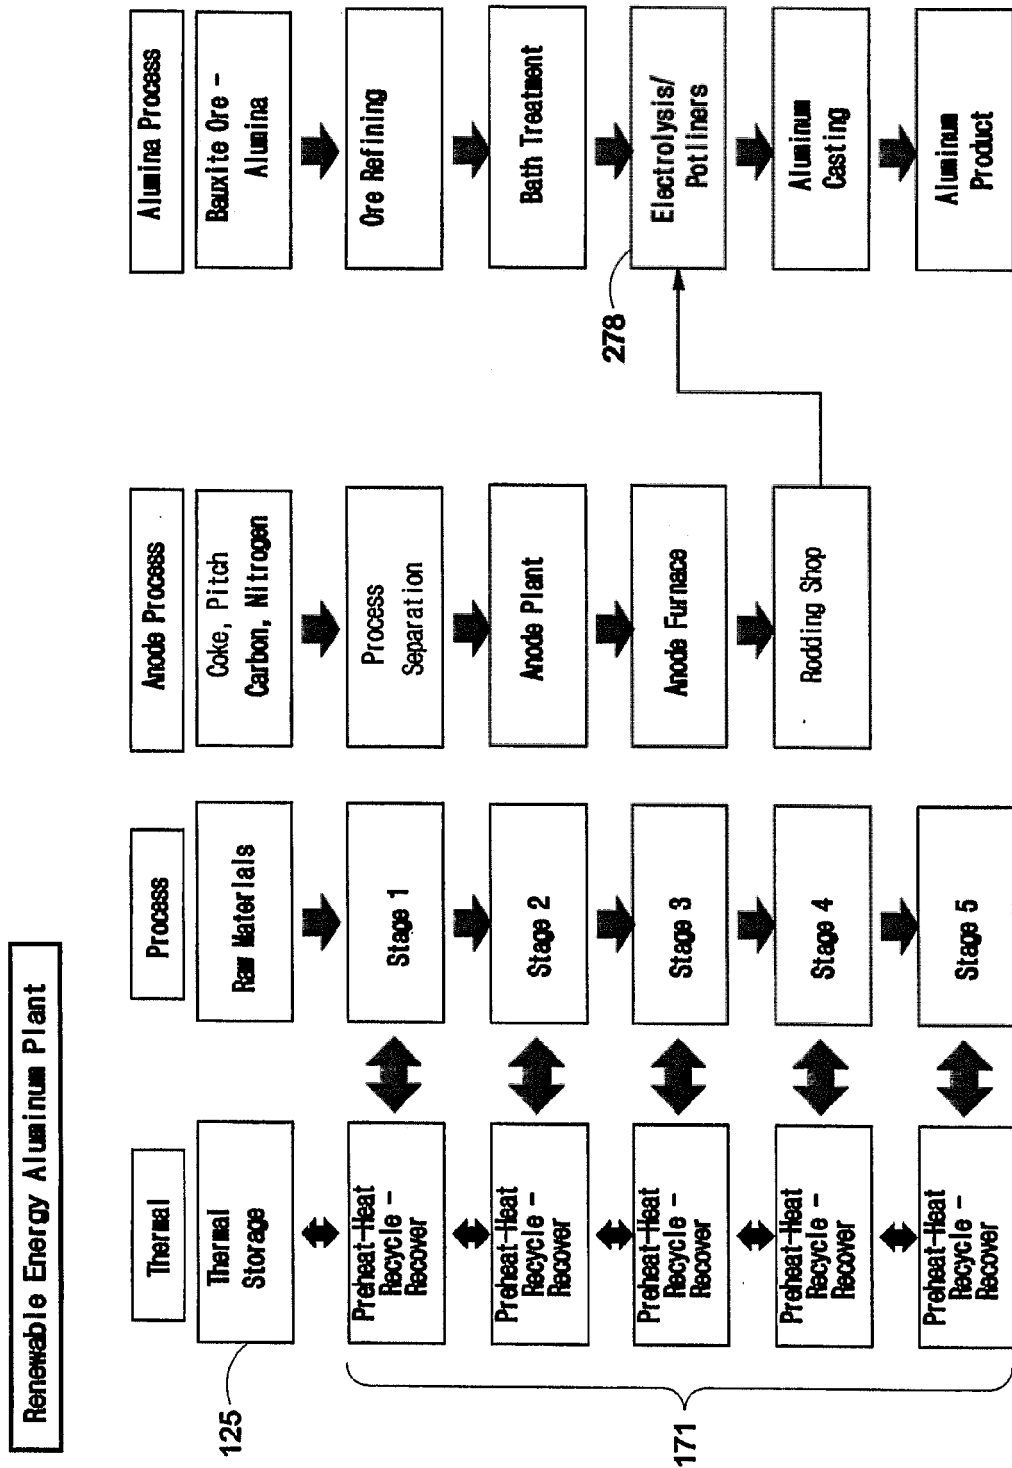 Renewable Energy Aluminum Plant
Thermal
Thermal
Storage
125
Preheat-Heat
Recycle -
Recover
Preheat-Heat
Recycle -
Recover
Preheat-Heat
Recycle -
Recover
Preheat-Heat
Recycle -
Recover
Preheat-Heat
Recycle -
Recover
171
Process
Raw Materials
Stage 1
Stage 2
Stage 3
Stage 4
Stage 5
Anode Process
Coke, Pitch
Carbon, Nitrogen
Process
Separation
Anode Plant
Anode Furnace
Rodding Shop
Alumina Process
Bauxite Ore -
Alumina
Ore Refining
Bath Treatment
Electrolysis/
Potliners
278
Aluminum
Casting
Aluminum
Product